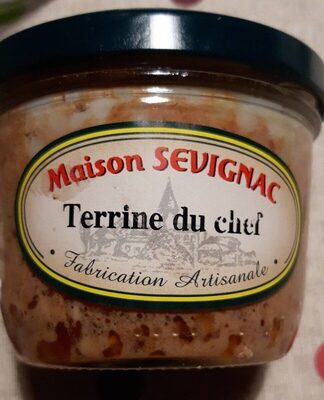 Maison SEVIGNAC
Terrine du chef
• Fabrication Artisanale •